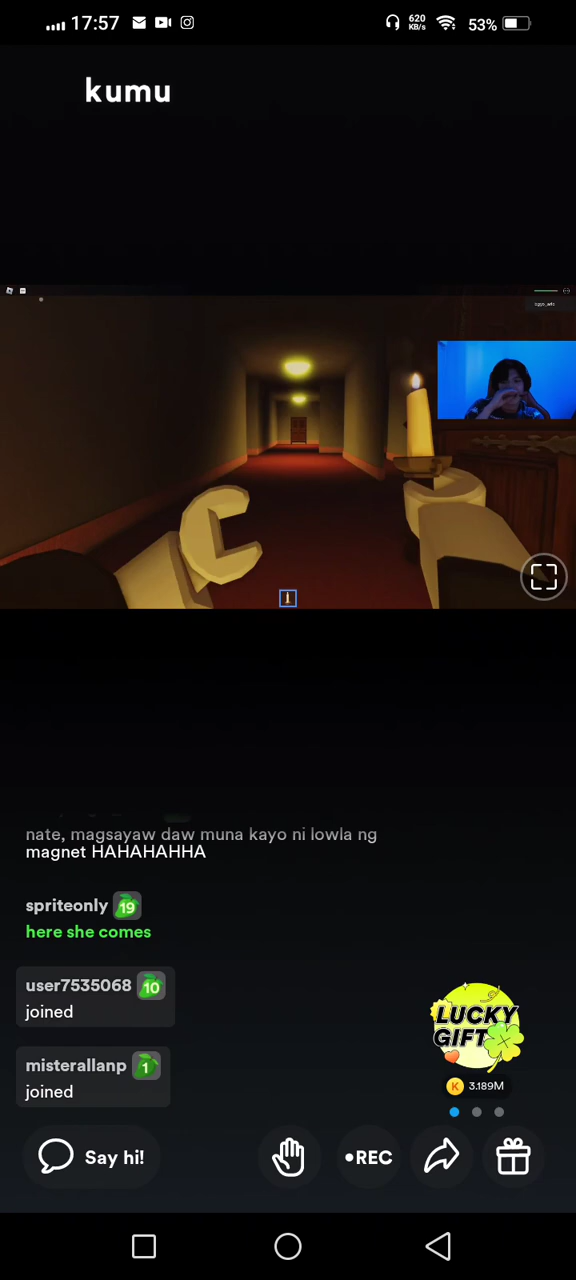 17:57
620
KB/s
53%
kumu
nate, magsayaw daw muna kayo ni lowla ng
magnet HAHAHAHHA
spriteonly 19
here she comes
user7535068 10
joined
misterallanp 1
joined
LUCKY
GIFT
K 3.189M
Say hi!
•REC